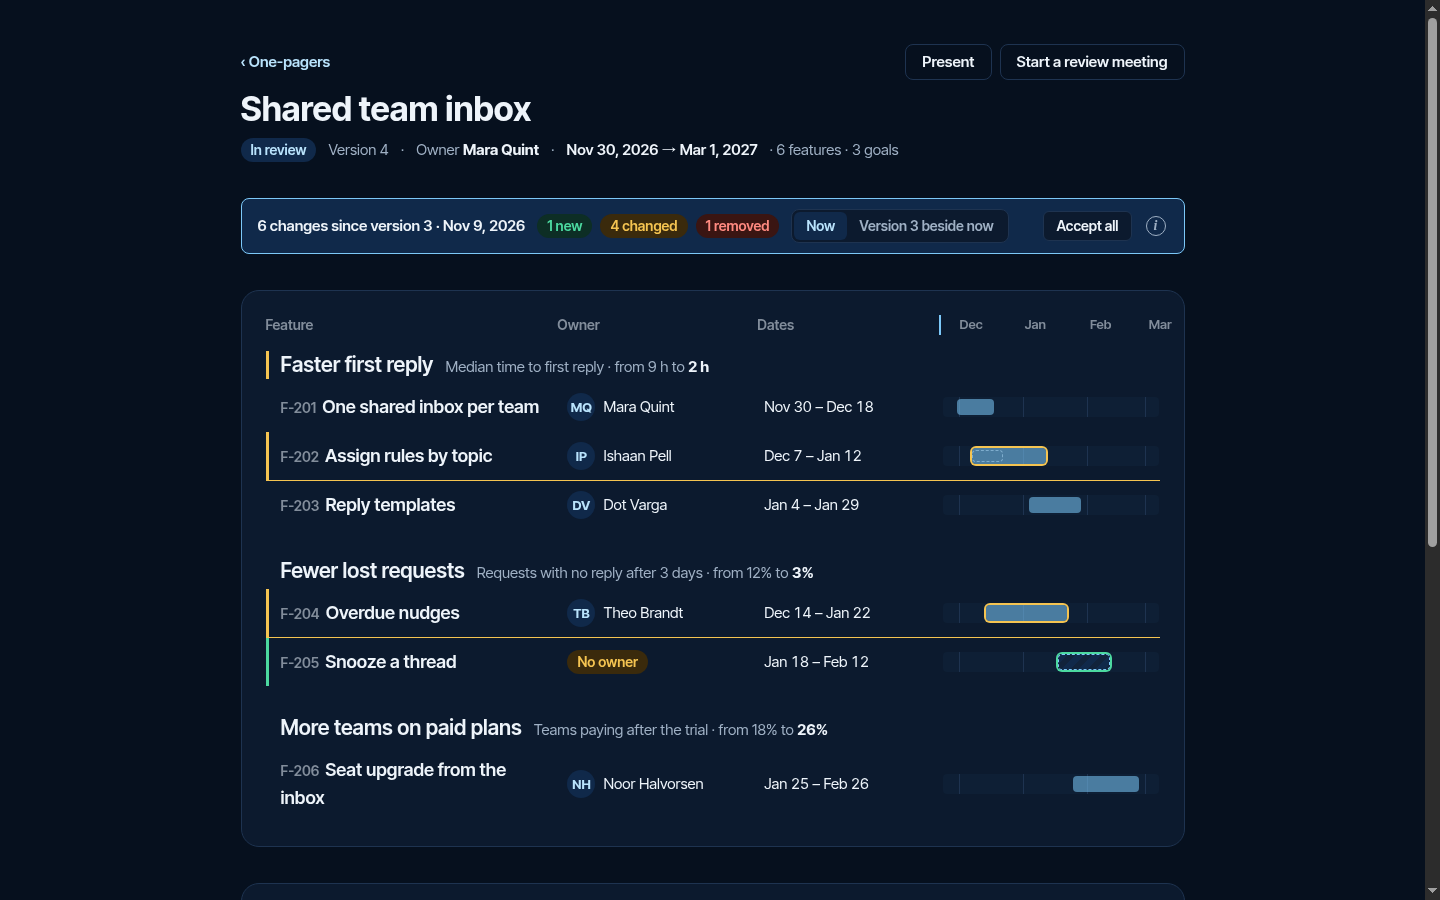 ‹ One-pagers
Present
Start a review meeting
Shared team inbox
In review Version 4 · Owner Mara Quint · Nov 30, 2026 → Mar 1, 2027 · 6 features · 3 goals
6 changes since version 3 · Nov 9, 2026 1 new 4 changed 1 removed Now Version 3 beside now Accept all i
Feature Owner Dates Dec Jan Feb Mar
Faster first reply Median time to first reply · from 9 h to 2 h
F-201 One shared inbox per team MQ Mara Quint Nov 30 – Dec 18
F-202 Assign rules by topic IP Ishaan Pell Dec 7 – Jan 12
F-203 Reply templates DV Dot Varga Jan 4 – Jan 29
Fewer lost requests Requests with no reply after 3 days · from 12% to 3%
F-204 Overdue nudges TB Theo Brandt Dec 14 – Jan 22
F-205 Snooze a thread No owner Jan 18 – Feb 12
More teams on paid plans Teams paying after the trial · from 18% to 26%
F-206 Seat upgrade from the
inbox
NH Noor Halvorsen Jan 25 – Feb 26